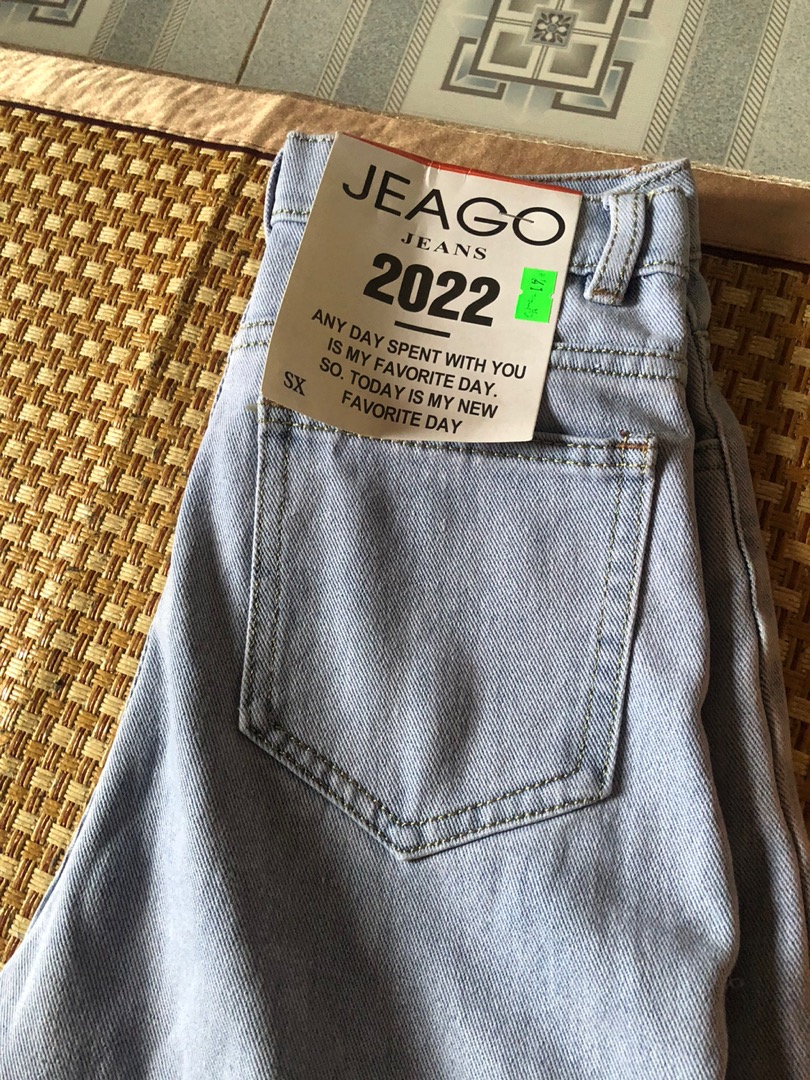 JEAGO
JEANS
2022
ANY DAY SPENT WITH YOU
IS MY FAVORITE DAY.
SO. TODAY IS MY NEW
FAVORITE DAY
SX